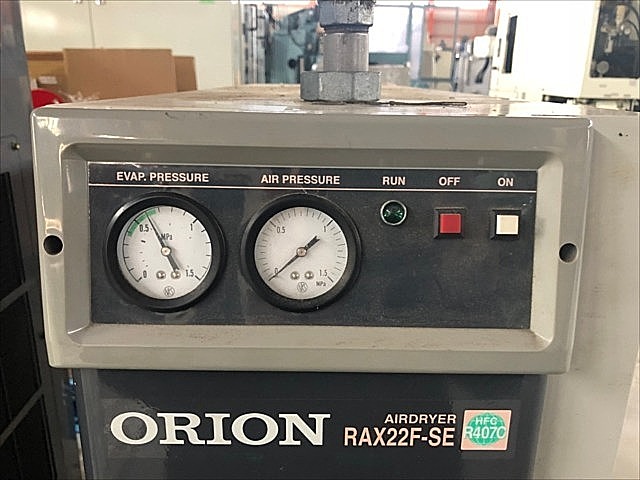 EVAP. PRESSURE AIR PRESSURE RUN OFF ON
0.5 1 MPa 0 1.5
0.5 1 0 1.5 MPa
ORION AIRDRYER
RAX22F-SE
HFC
R407C